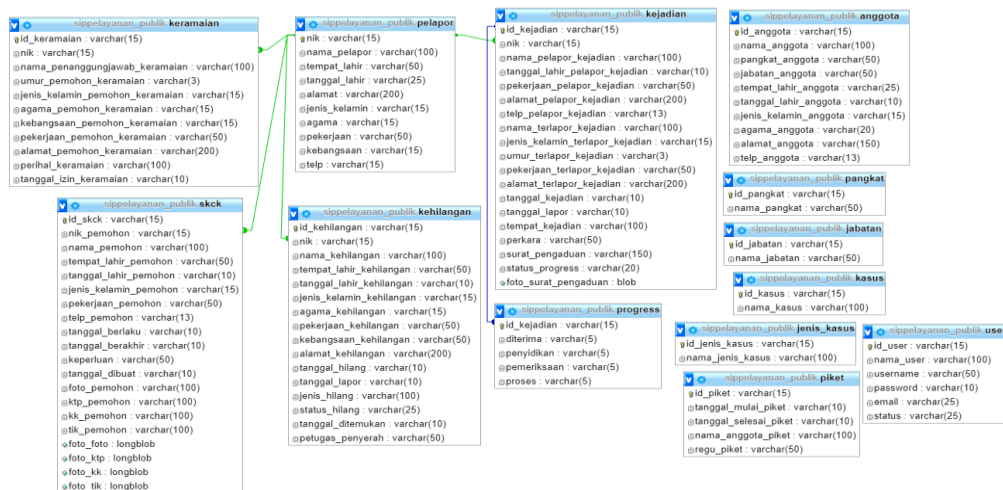 sippelayanan_publik keramaian
id_keramaian : varchar(15)
nik : varchar(15)
nama_penanggungjawab_keramaian : varchar(100)
umur_pemohon_keramaian : varchar(3)
jenis_kelamin_pemohon_keramaian : varchar(15)
agama_pemohon_keramaian : varchar(15)
kebangsaan_pemohon_keramaian : varchar(15)
pekerjaan_pemohon_keramaian : varchar(50)
alamat_pemohon_keramaian : varchar(200)
perihal_keramaian : varchar(100)
tanggal_izin_keramaian : varchar(10)
sippelayanan_publik pelapor
nik : varchar(15)
nama_pelapor : varchar(100)
tempat_lahir : varchar(50)
tanggal_lahir : varchar(25)
alamat : varchar(200)
jenis_kelamin : varchar(15)
agama : varchar(15)
pekerjaan : varchar(50)
kebangsaan : varchar(15)
telp : varchar(15)
sippelayanan_publik kejadian
id_kejadian : varchar(15)
nik : varchar(15)
nama_pelapor_kejadian : varchar(100)
tanggal_lahir_pelapor_kejadian : varchar(10)
pekerjaan_pelapor_kejadian : varchar(50)
alamat_pelapor_kejadian : varchar(200)
telp_pelapor_kejadian : varchar(13)
nama_terlapor_kejadian : varchar(100)
jenis_kelamin_terlapor_kejadian : varchar(15)
umur_terlapor_kejadian : varchar(3)
pekerjaan_terlapor_kejadian : varchar(50)
alamat_terlapor_kejadian : varchar(200)
tanggal_kejadian : varchar(10)
tanggal_lapor : varchar(10)
tempat_kejadian : varchar(100)
perkara : varchar(50)
surat_pengaduan : varchar(150)
status_progress : varchar(20)
foto_surat_pengaduan : blob
sippelayanan_publik anggota
id_anggota : varchar(15)
nama_anggota : varchar(100)
pangkat_anggota : varchar(50)
jabatan_anggota : varchar(50)
tempat_lahir_anggota : varchar(25)
tanggal_lahir_anggota : varchar(10)
jenis_kelamin_anggota : varchar(15)
agama_anggota : varchar(20)
alamat_anggota : varchar(150)
telp_anggota : varchar(13)
sippelayanan_publik pangkat
id_pangkat : varchar(15)
nama_pangkat : varchar(50)
sippelayanan_publik jabatan
id_jabatan : varchar(15)
nama_jabatan : varchar(50)
sippelayanan_publik kasus
id_kasus : varchar(15)
nama_kasus : varchar(100)
sippelayanan_publik skck
id_skck : varchar(15)
nik_pemohon : varchar(15)
nama_pemohon : varchar(100)
tempat_lahir_pemohon : varchar(50)
tanggal_lahir_pemohon : varchar(10)
jenis_kelamin_pemohon : varchar(15)
pekerjaan_pemohon : varchar(50)
telp_pemohon : varchar(13)
tanggal_berlaku : varchar(10)
tanggal_berakhir : varchar(10)
keperluan : varchar(50)
tanggal_dibuat : varchar(10)
foto_pemohon : varchar(100)
ktp_pemohon : varchar(100)
kk_pemohon : varchar(100)
tik_pemohon : varchar(100)
foto_foto : longblob
foto_ktp : longblob
foto_kk : longblob
foto_tik : longblob
sippelayanan_publik kehilangan
id_kehilangan : varchar(15)
nik : varchar(15)
nama_kehilangan : varchar(100)
tempat_lahir_kehilangan : varchar(50)
tanggal_lahir_kehilangan : varchar(10)
jenis_kelamin_kehilangan : varchar(15)
agama_kehilangan : varchar(15)
pekerjaan_kehilangan : varchar(50)
kebangsaan_kehilangan : varchar(50)
alamat_kehilangan : varchar(200)
tanggal_hilang : varchar(10)
tanggal_lapor : varchar(10)
jenis_hilang : varchar(100)
status_hilang : varchar(25)
tanggal_ditemukan : varchar(10)
petugas_penyerah : varchar(50)
sippelayanan_publik progress
id_kejadian : varchar(15)
diterima : varchar(5)
penyidikan : varchar(5)
pemeriksaan : varchar(5)
proses : varchar(5)
sippelayanan_publik jenis_kasus
id_jenis_kasus : varchar(15)
nama_jenis_kasus : varchar(100)
sippelayanan_publik piket
id_piket : varchar(15)
tanggal_mulai_piket : varchar(10)
tanggal_selesai_piket : varchar(10)
nama_anggota_piket : varchar(100)
regu_piket : varchar(50)
sippelayanan_publik use
id_user : varchar(15)
nama_user : varchar(100)
username : varchar(50)
password : varchar(10)
email : varchar(25)
status : varchar(25)